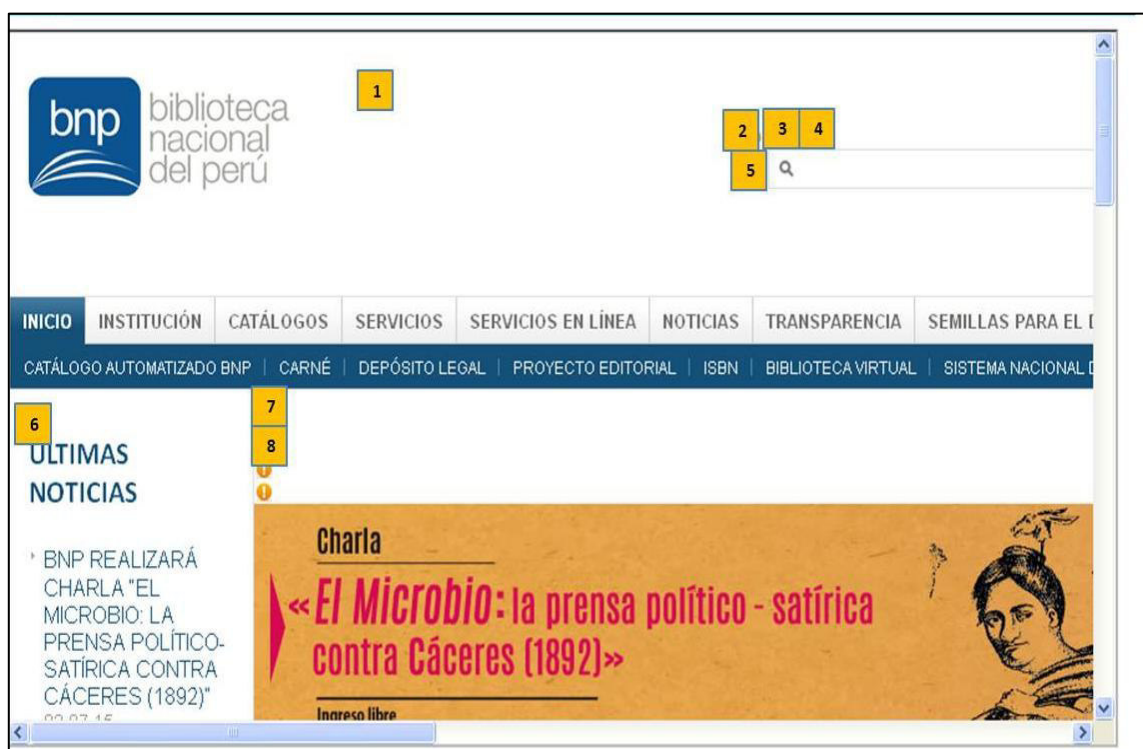 bnp
biblioteca
nacional
del perú
1
2 3 4
5
INICIO INSTITUCIÓN CATÁLOGOS SERVICIOS SERVICIOS EN LÍNEA NOTICIAS TRANSPARENCIA SEMILLAS PARA EL
CATÁLOGO AUTOMATIZADO BNP | CARNÉ | DEPÓSITO LEGAL | PROYECTO EDITORIAL | ISBN | BIBLIOTECA VIRTUAL | SISTEMA NACIONAL
6
7
8
ULTIMAS
NOTICIAS
BNP REALIZARÁ
CHARLA "EL
MICROBIO: LA
PRENSA POLÍTICO-
SATÍRICA CONTRA
CÁCERES (1892)"
Charla
«El Microbio: la prensa político - satírica
contra Cáceres (1892)»
Ingreso libre